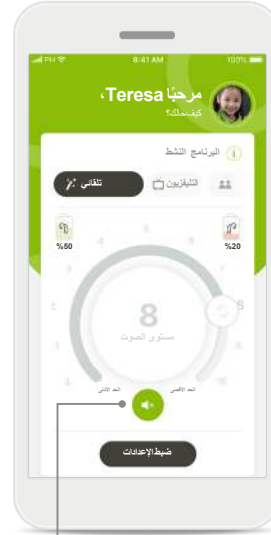 PH
8:41 AM
100%
مرحبًا Teresa،
كيف حالك؟
البرنامج النشط
التليفزيون
تلقائي
%50
%20
8
مستوى الصوت
الحد الأدنى
الحد الأقصى
ضبط الإعدادات